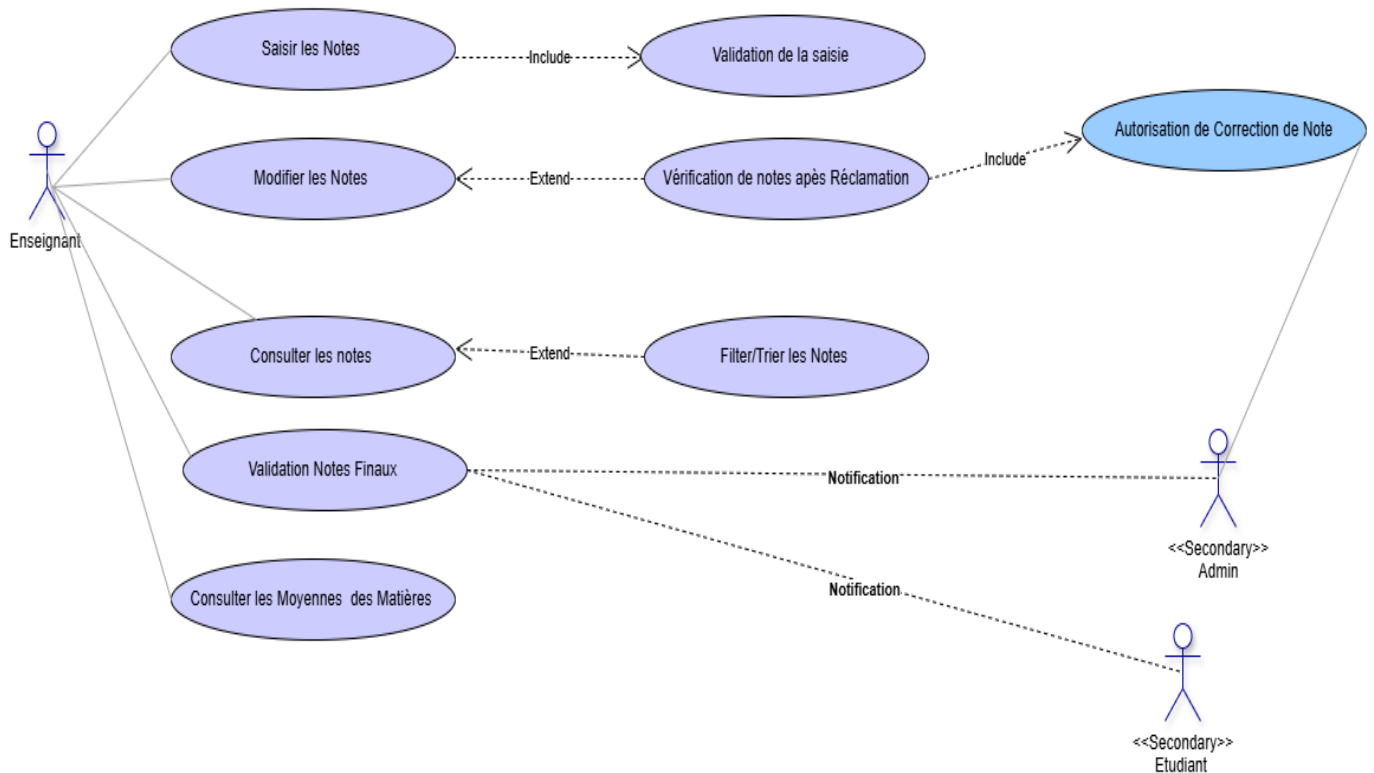 Saisir les Notes
Include
Validation de la saisie
Autorisation de Correction de Note
Include
Modifier les Notes
Extend
Vérification de notes apès Réclamation
Enseignant
Consulter les notes
Extend
Filter/Trier les Notes
Validation Notes Finaux
Notification
<<Secondary>>
Admin
Consulter les Moyennes des Matières
Notification
<<Secondary>>
Etudiant